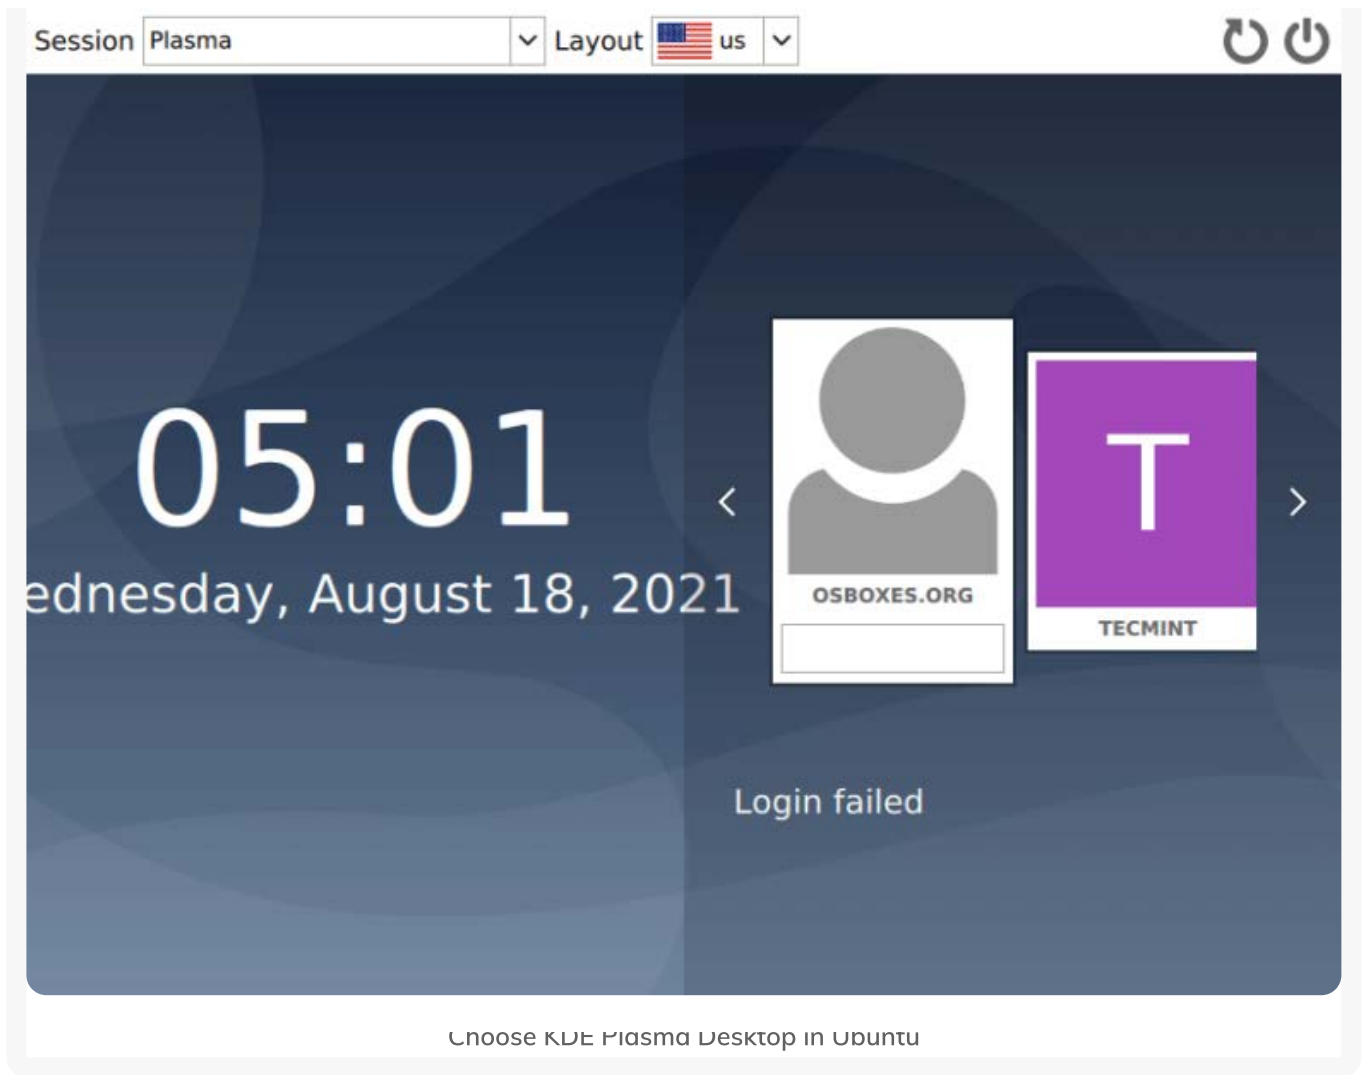 Session Plasma Layout us
05:01
ednesday, August 18, 2021
T
OSBOXES.ORG
TECMINT
Login failed
Choose KDE Plasma Desktop in Ubuntu